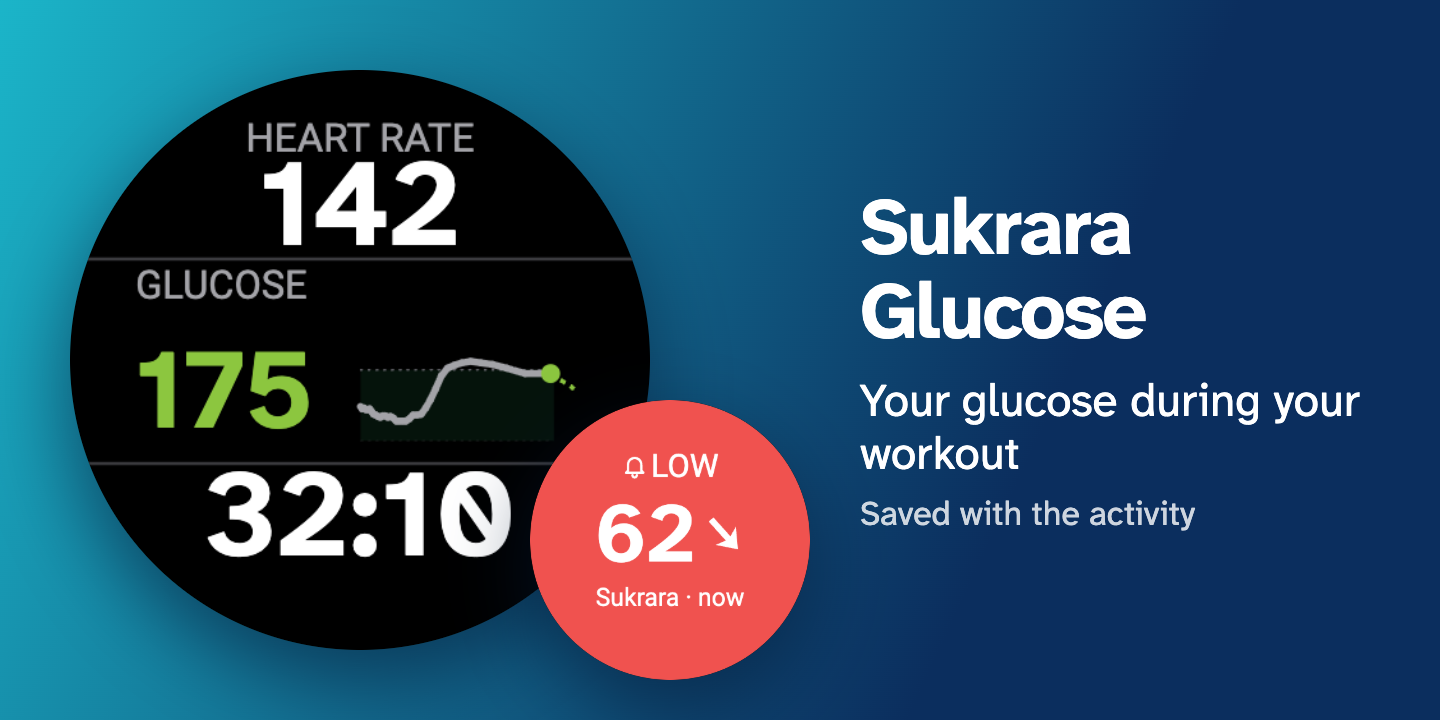 HEART RATE
142
GLUCOSE
175
32:10
LOW
62
Sukrara · now
Sukrara
Glucose
Your glucose during your
workout
Saved with the activity